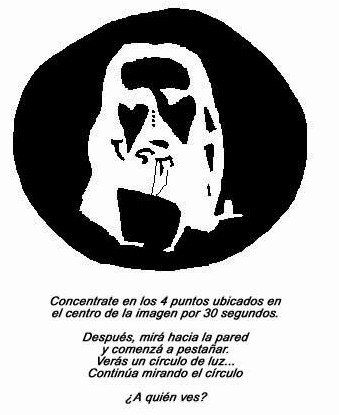 Concentrate en los 4 puntos ubicados en
el centro de la imagen por 30 segundos.
Después, mirá hacia la pared
y comenzá a pestañar.
Verás un círculo de luz...
Continúa mirando el círculo
¿A quién ves?